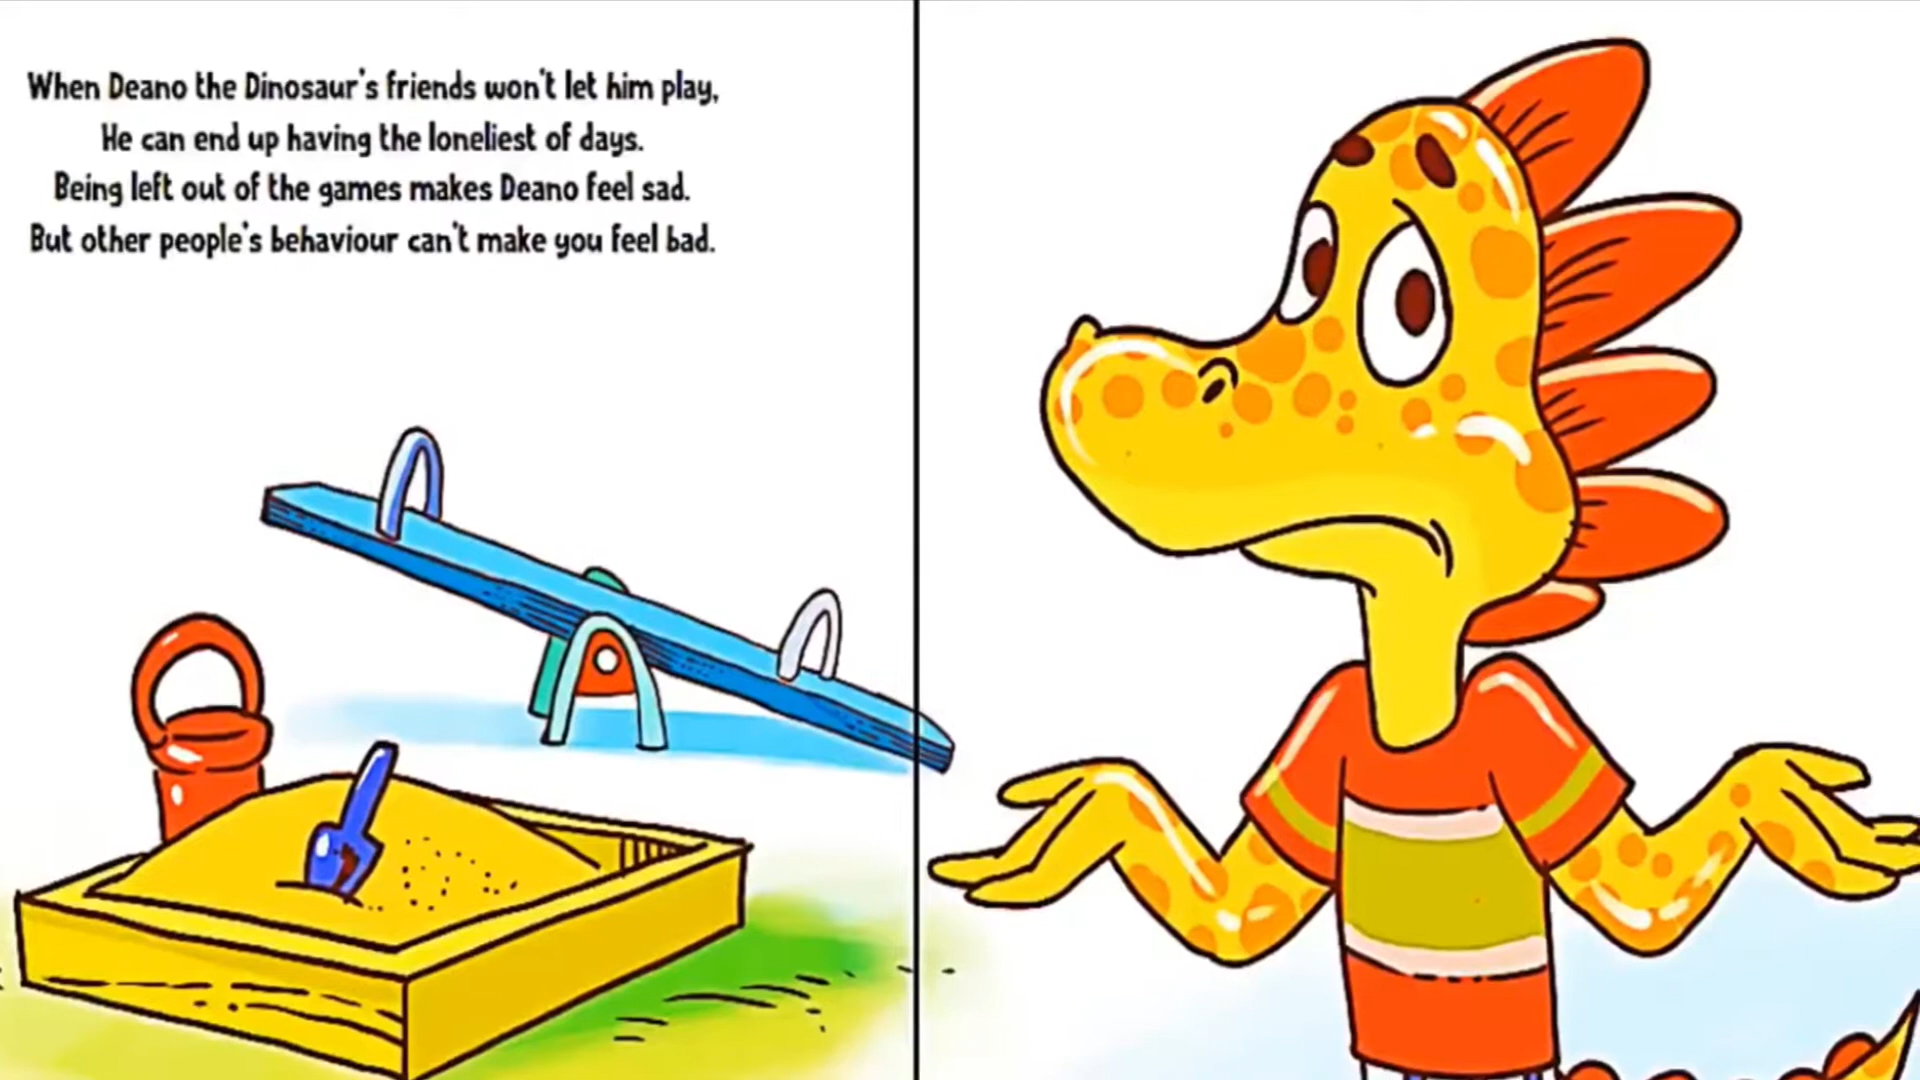 When Deano the Dinosaur's friends won't let him play,
He can end up having the loneliest of days.
Being left out of the games makes Deano feel sad.
But other people's behaviour can't make you feel bad.